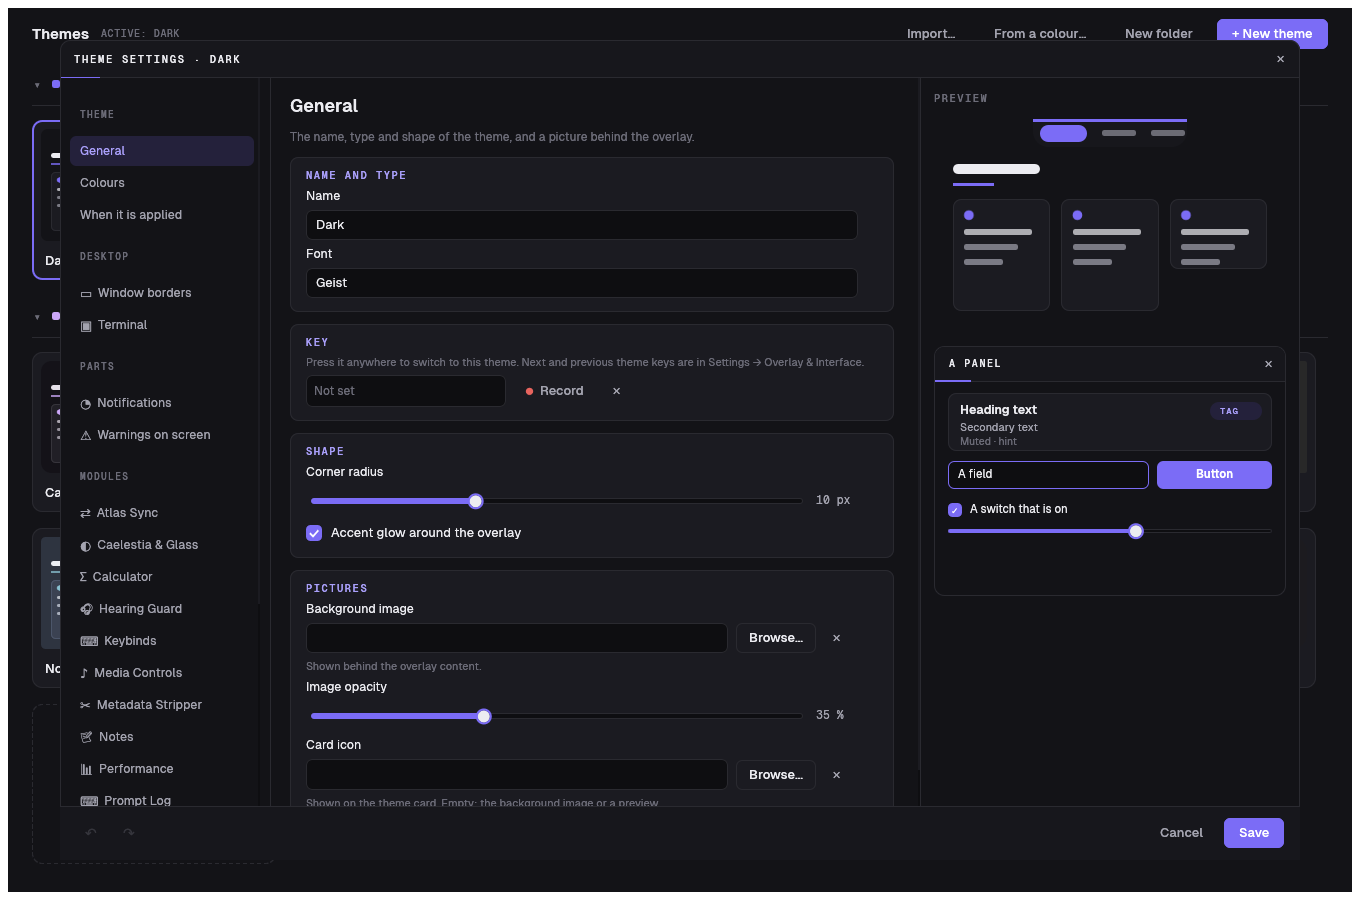 Themes ACTIVE: DARK Import… From a colour… New folder + New theme
THEME SETTINGS · DARK ×
THEME
General
Colours
When it is applied
DESKTOP
Window borders
Terminal
PARTS
Notifications
Warnings on screen
MODULES
Atlas Sync
Caelestia & Glass
Σ Calculator
Hearing Guard
Keybinds
Media Controls
Metadata Stripper
Notes
Performance
Prompt Log
General
The name, type and shape of the theme, and a picture behind the overlay.
NAME AND TYPE
Name
Dark
Font
Geist
KEY
Press it anywhere to switch to this theme. Next and previous theme keys are in Settings → Overlay & Interface.
Not set Record ×
SHAPE
Corner radius
10 px
Accent glow around the overlay
PICTURES
Background image
Browse… ×
Shown behind the overlay content.
Image opacity
35 %
Card icon
Browse… ×
Shown on the theme card. Empty: the background image or a preview
PREVIEW
A PANEL ×
Heading text TAG
Secondary text
Muted · hint
A field Button
A switch that is on
Da
Ca
No
Cancel Save